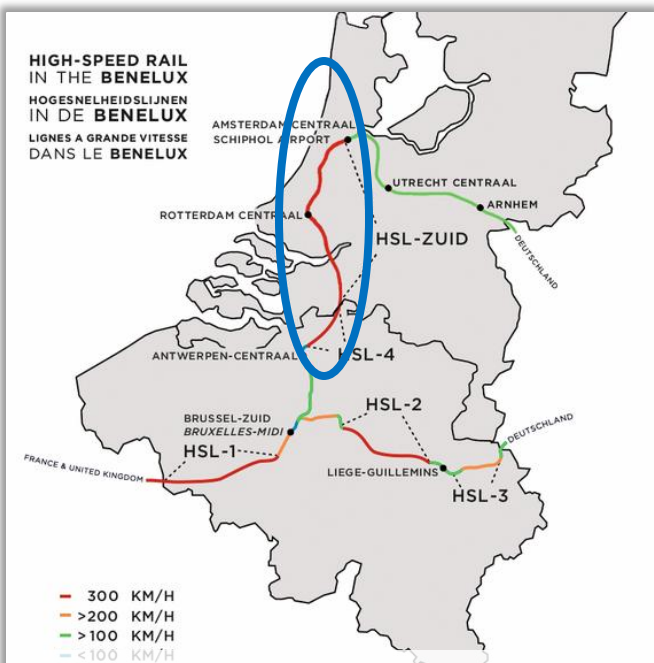 HIGH-SPEED RAIL
IN THE BENELUX
HOGESNELHEIDSLIJNEN
IN DE BENELUX
LIGNES A GRANDE VITESSE
DANS LE BENELUX
AMSTERDAM CENTRAAL
SCHIPHOL AIRPORT
UTRECHT CENTRAAL
ARNHEM
ROTTERDAM CENTRAAL
HSL-ZUID
DEUTSCHLAND
ANTWERPEN-CENTRAAL
HSL-4
HSL-2
BRUSSEL-ZUID
BRUXELLES-MIDI
DEUTSCHLAND
HSL-1
FRANCE & UNITED KINGDOM
LIEGE-GUILLEMINS
HSL-3
300 KM/H
>200 KM/H
>100 KM/H
<100 KM/H